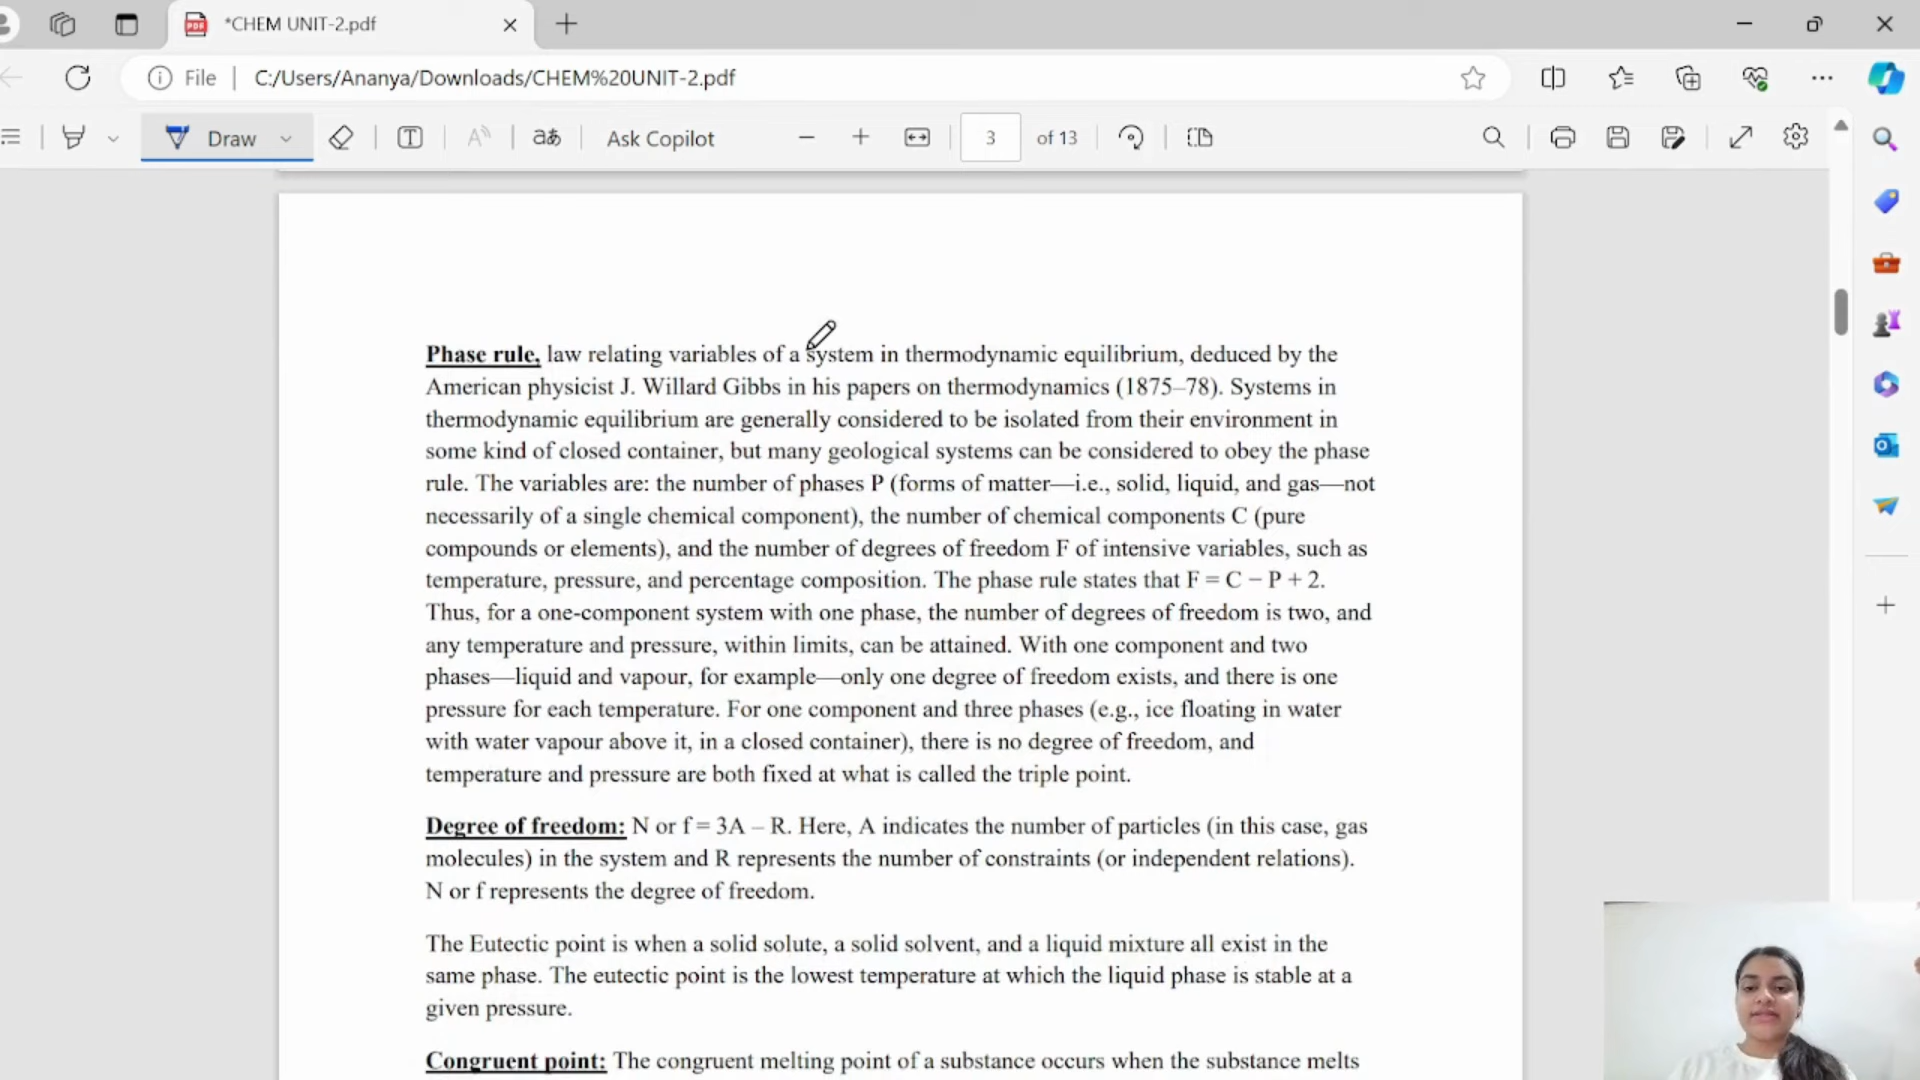 *CHEM UNIT-2.pdf
File
C:/Users/Ananya/Downloads/CHEM%20UNIT-2.pdf
Draw
aあ
Ask Copilot
3
of 13
Phase rule, law relating variables of a system in thermodynamic equilibrium, deduced by the
American physicist J. Willard Gibbs in his papers on thermodynamics (1875–78). Systems in
thermodynamic equilibrium are generally considered to be isolated from their environment in
some kind of closed container, but many geological systems can be considered to obey the phase
rule. The variables are: the number of phases P (forms of matter—i.e., solid, liquid, and gas—not
necessarily of a single chemical component), the number of chemical components C (pure
compounds or elements), and the number of degrees of freedom F of intensive variables, such as
temperature, pressure, and percentage composition. The phase rule states that F = C − P + 2.
Thus, for a one-component system with one phase, the number of degrees of freedom is two, and
any temperature and pressure, within limits, can be attained. With one component and two
phases—liquid and vapour, for example—only one degree of freedom exists, and there is one
pressure for each temperature. For one component and three phases (e.g., ice floating in water
with water vapour above it, in a closed container), there is no degree of freedom, and
temperature and pressure are both fixed at what is called the triple point.
Degree of freedom: N or f = 3A – R. Here, A indicates the number of particles (in this case, gas
molecules) in the system and R represents the number of constraints (or independent relations).
N or f represents the degree of freedom.
The Eutectic point is when a solid solute, a solid solvent, and a liquid mixture all exist in the
same phase. The eutectic point is the lowest temperature at which the liquid phase is stable at a
given pressure.
Congruent point: The congruent melting point of a substance occurs when the substance melts